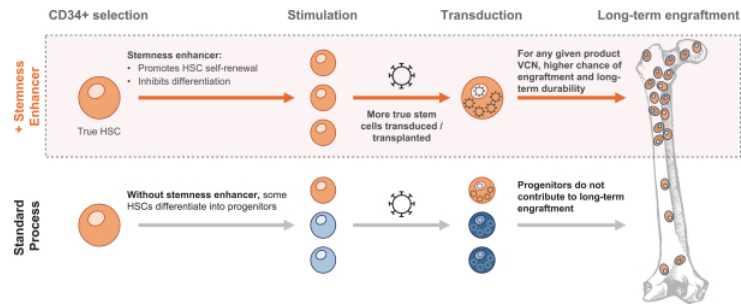 CD34+ selection
Stimulation
Transduction
Long-term engraftment
+ Stemness
Enhancer
Stemness enhancer:
• Promotes HSC self-renewal
• Inhibits differentiation
True HSC
More true stem
cells transduced /
transplanted
For any given product
VCN, higher chance of
engraftment and long-
term durability
Standard
Process
Without stemness enhancer, some
HSCs differentiate into progenitors
Progenitors do not
contribute to long-term
engraftment